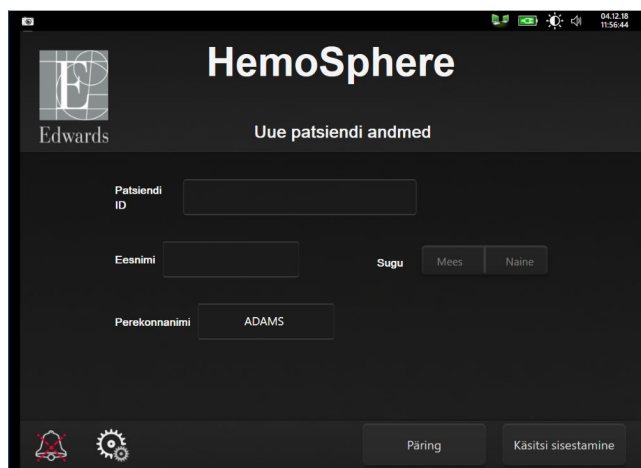 04.12.18
11:56:44
HemoSphere
Edwards
Uue patsiendi andmed
Patsiendi
ID
Eesnimi
Sugu
Mees
Naine
Perekonnanimi
ADAMS
Päring
Käsitsi sisestamine